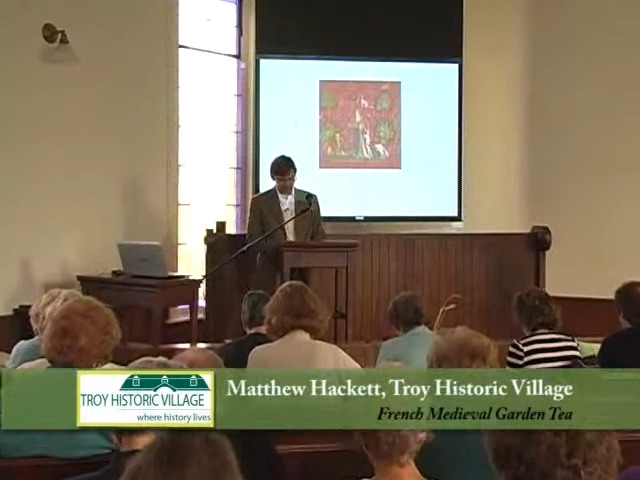 Matthew Hackett, Troy Historic Village
French Medieval Garden Tea
TROY HISTORIC VILLAGE
where history lives